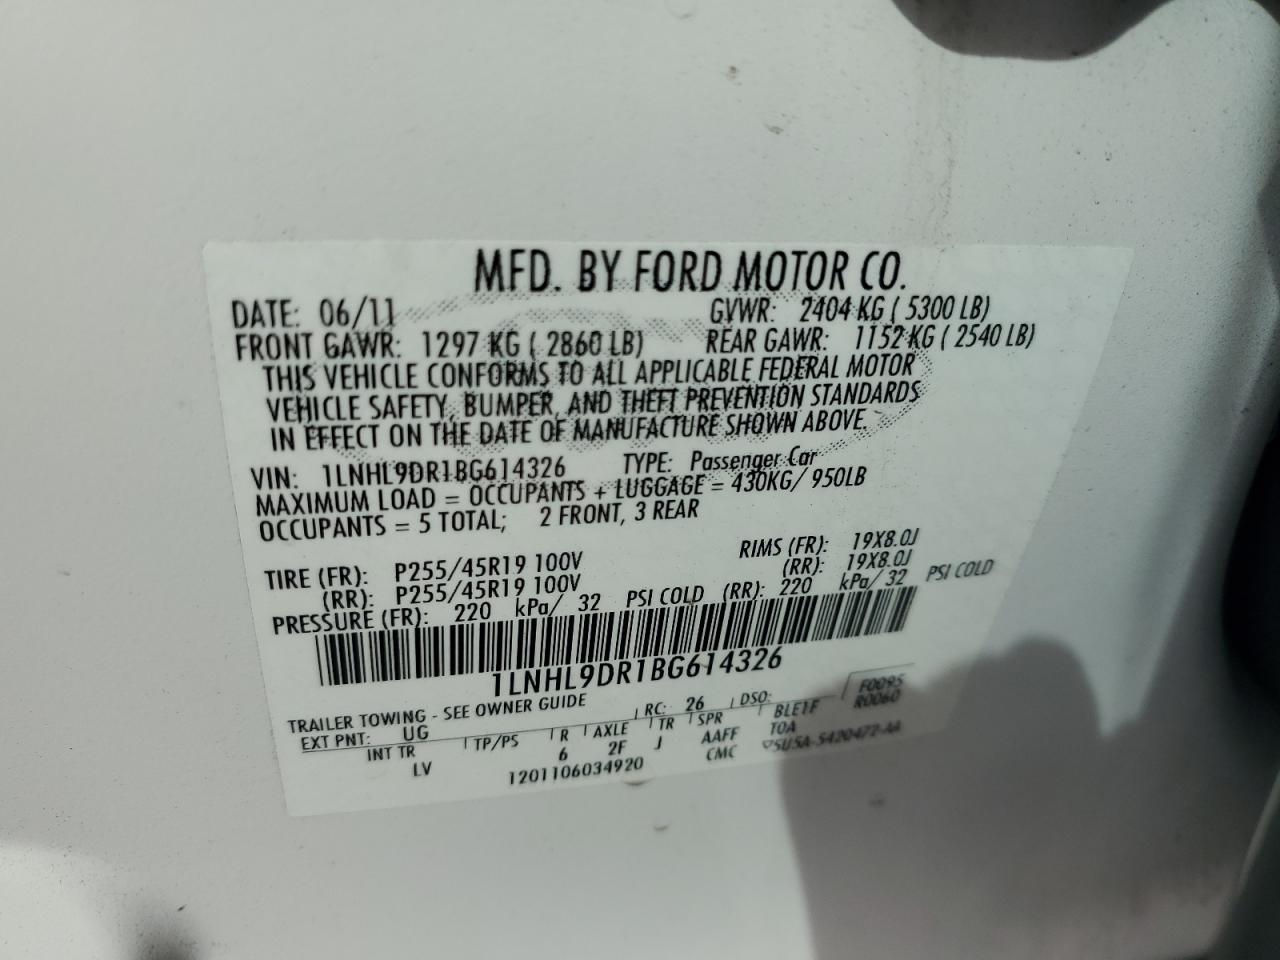 MFD. BY FORD MOTOR CO.
DATE: 06/11 GVWR: 2404 KG ( 5300 LB)
FRONT GAWR: 1297 KG ( 2860 LB) REAR GAWR: 1152 KG ( 2540 LB)
THIS VEHICLE CONFORMS TO ALL APPLICABLE FEDERAL MOTOR
VEHICLE SAFETY, BUMPER, AND THEFT PREVENTION STANDARDS
IN EFFECT ON THE DATE OF MANUFACTURE SHOWN ABOVE.
VIN: 1LNHL9DR1BG614326 TYPE: Passenger Car
MAXIMUM LOAD = OCCUPANTS + LUGGAGE = 430KG/ 950LB
OCCUPANTS = 5 TOTAL; 2 FRONT, 3 REAR
TIRE (FR): P255/45R19 100V RIMS (FR): 19X8.0J
(RR): P255/45R19 100V (RR): 19X8.0J
PRESSURE (FR): 220 kPa/ 32 PSI COLD (RR): 220 kPa/ 32 PSI COLD
1LNHL9DR1BG614326
TRAILER TOWING - SEE OWNER GUIDE F0095
EXT PNT: UG RC: 26 DSO: R0060
INT TR TP/PS R AXLE TR SPR BLE1F
LV 6 2F J AAFF TOA
1201106034920 CMC